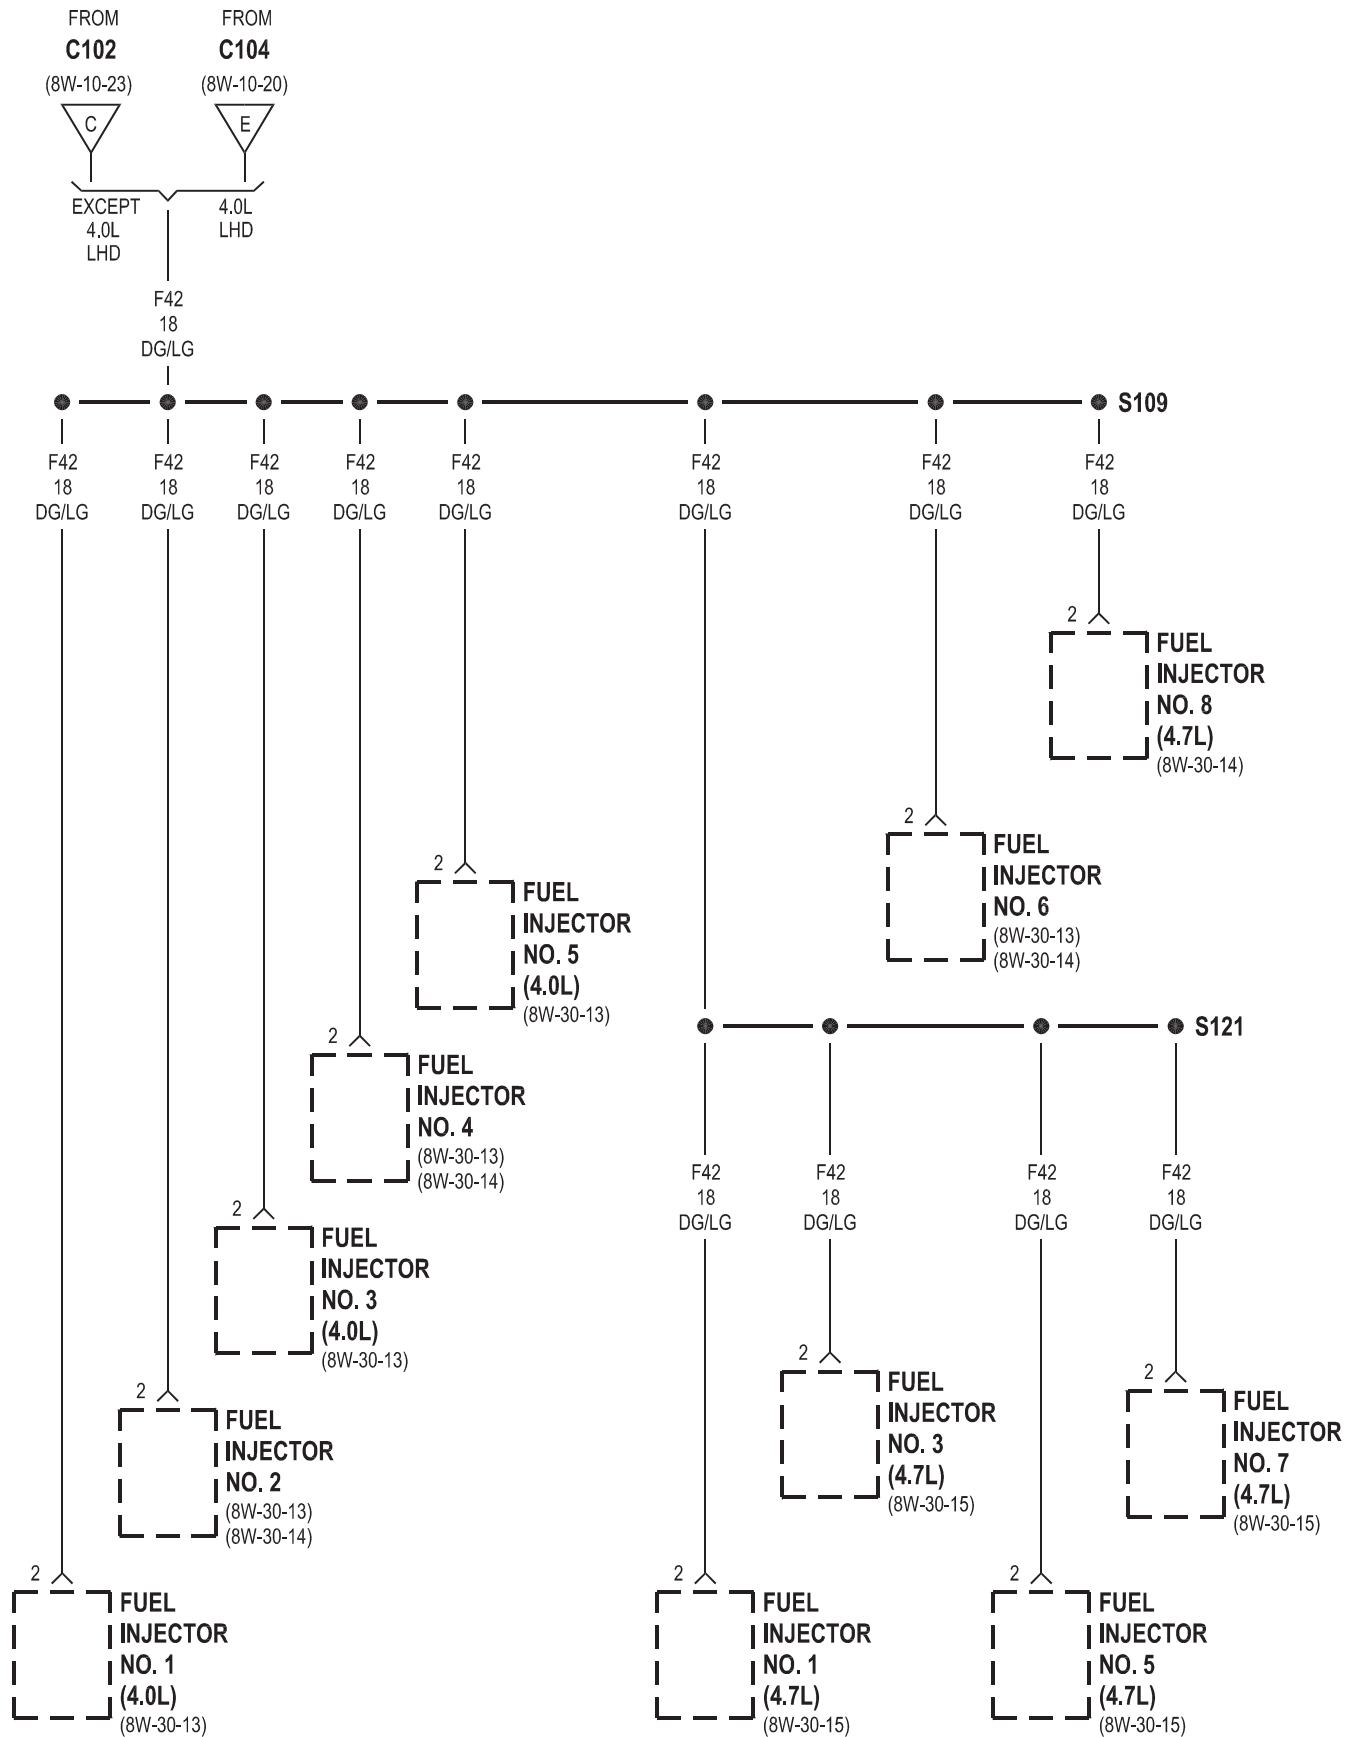 FROM
C102
(8W-10-23)
C
FROM
C104
(8W-10-20)
E
EXCEPT
4.0L
LHD
4.0L
LHD
F42
18
DG/LG
S109
F42
18
DG/LG
F42
18
DG/LG
F42
18
DG/LG
F42
18
DG/LG
F42
18
DG/LG
F42
18
DG/LG
F42
18
DG/LG
F42
18
DG/LG
2
FUEL
INJECTOR
NO. 8
(4.7L)
(8W-30-14)
2
FUEL
INJECTOR
NO. 6
(8W-30-13)
(8W-30-14)
2
FUEL
INJECTOR
NO. 5
(4.0L)
(8W-30-13)
S121
2
FUEL
INJECTOR
NO. 4
(8W-30-13)
(8W-30-14)
F42
18
DG/LG
F42
18
DG/LG
F42
18
DG/LG
F42
18
DG/LG
2
FUEL
INJECTOR
NO. 3
(4.0L)
(8W-30-13)
2
FUEL
INJECTOR
NO. 3
(4.7L)
(8W-30-15)
2
FUEL
INJECTOR
NO. 7
(4.7L)
(8W-30-15)
2
FUEL
INJECTOR
NO. 2
(8W-30-13)
(8W-30-14)
2
FUEL
INJECTOR
NO. 1
(4.0L)
(8W-30-13)
2
FUEL
INJECTOR
NO. 1
(4.7L)
(8W-30-15)
2
FUEL
INJECTOR
NO. 5
(4.7L)
(8W-30-15)